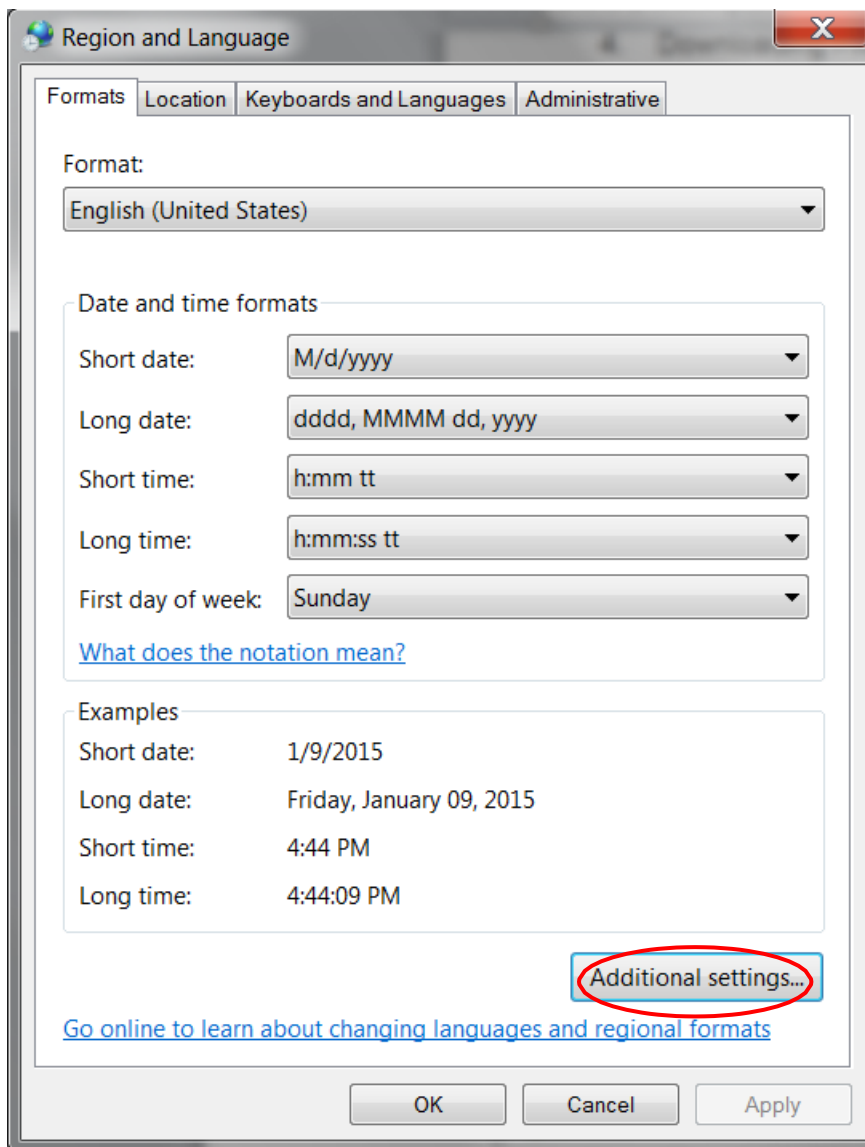 Region and Language
4. Downloading
Formats Location Keyboards and Languages Administrative
Format:
English (United States)
Date and time formats
Short date: M/d/yyyy
Long date: dddd, MMMM dd, yyyy
Short time: h:mm tt
Long time: h:mm:ss tt
First day of week: Sunday
What does the notation mean?
Examples
Short date: 1/9/2015
Long date: Friday, January 09, 2015
Short time: 4:44 PM
Long time: 4:44:09 PM
Additional settings...
Go online to learn about changing languages and regional formats
OK Cancel Apply